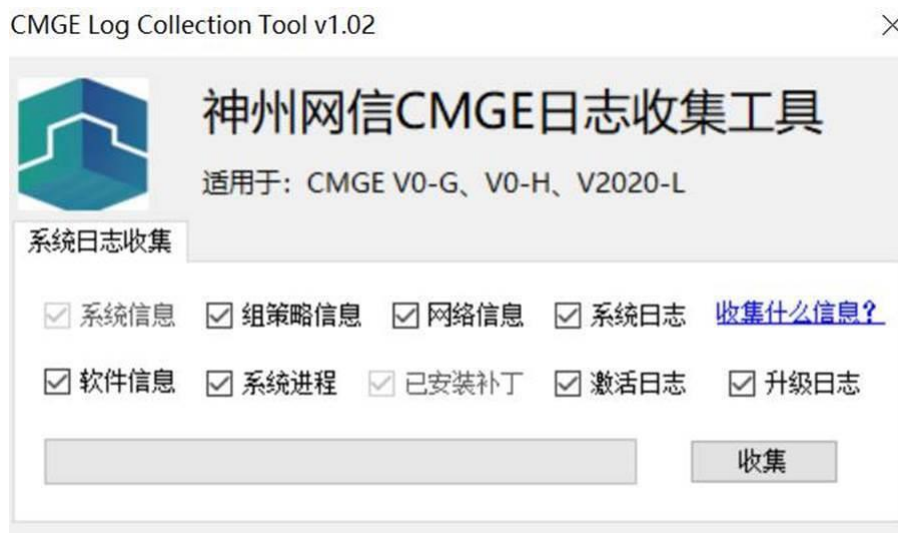 CMGE Log Collection Tool v1.02
神州网信CMGE日志收集工具
适用于：CMGE V0-G、V0-H、V2020-L
系统日志收集
系统信息 组策略信息 网络信息 系统日志 收集什么信息?
软件信息 系统进程 已安装补丁 激活日志 升级日志
收集